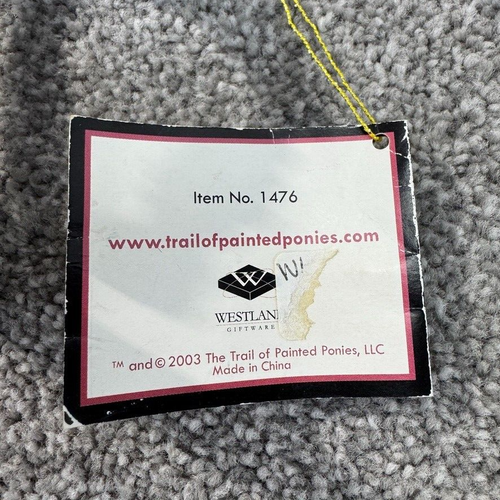 Item No. 1476
www.trailofpaintedponies.com
W
W
WESTLAN
GIFTWARE
™ and © 2003 The Trail of Painted Ponies, LLC
Made in China